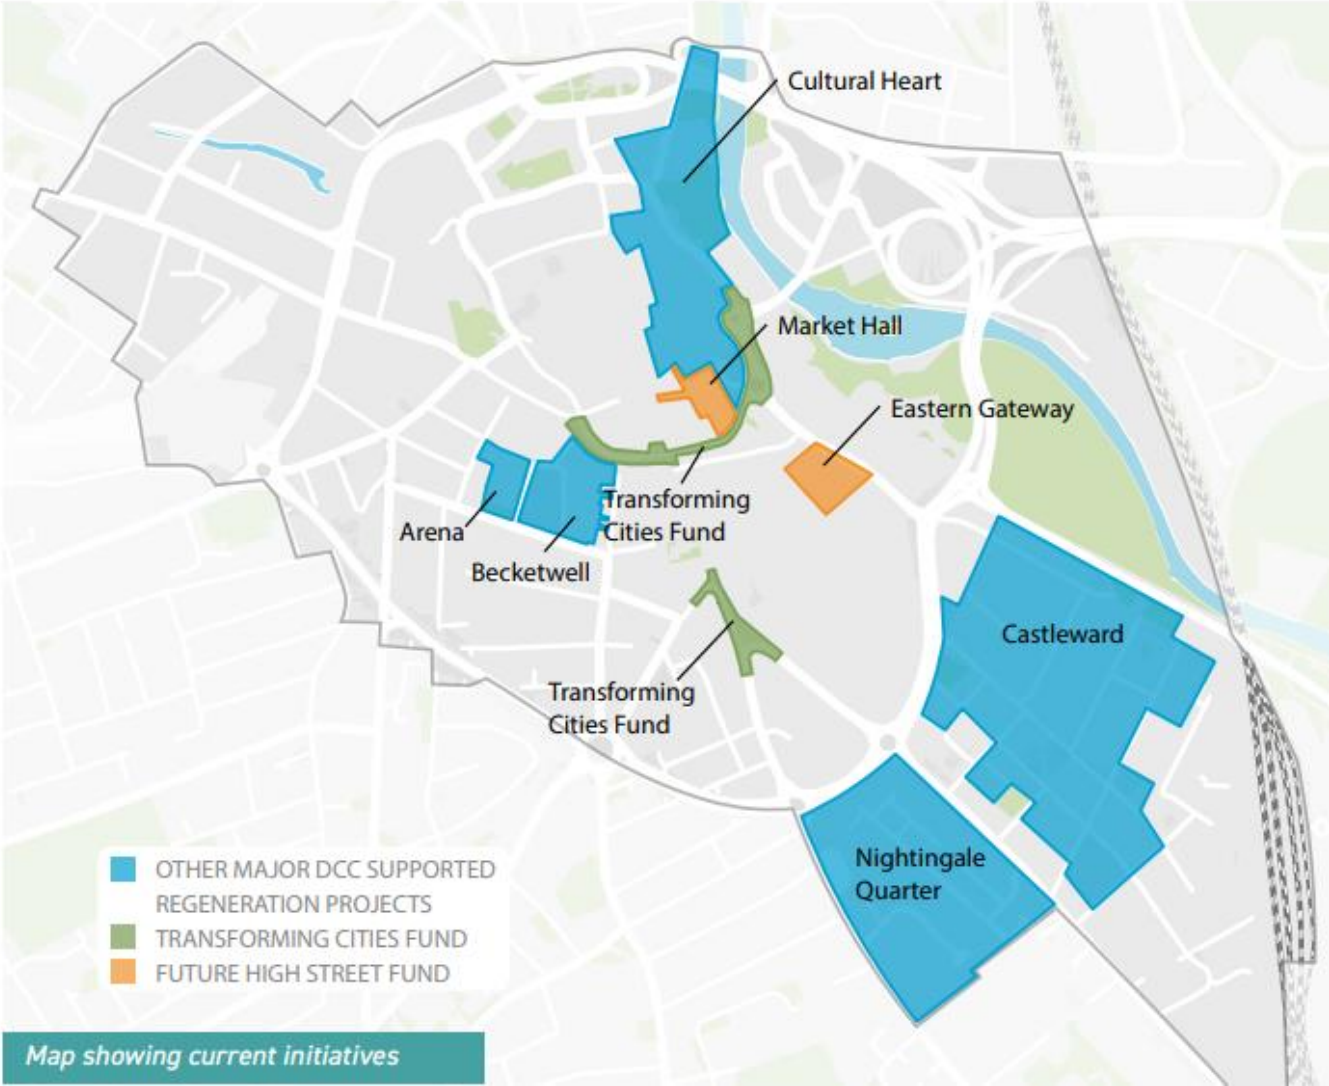 Cultural Heart
Market Hall
Eastern Gateway
Transforming
Cities Fund
Arena
Becketwell
Castleward
Transforming
Cities Fund
Nightingale
Quarter
OTHER MAJOR DCC SUPPORTED
REGENERATION PROJECTS
TRANSFORMING CITIES FUND
FUTURE HIGH STREET FUND
Map showing current initiatives